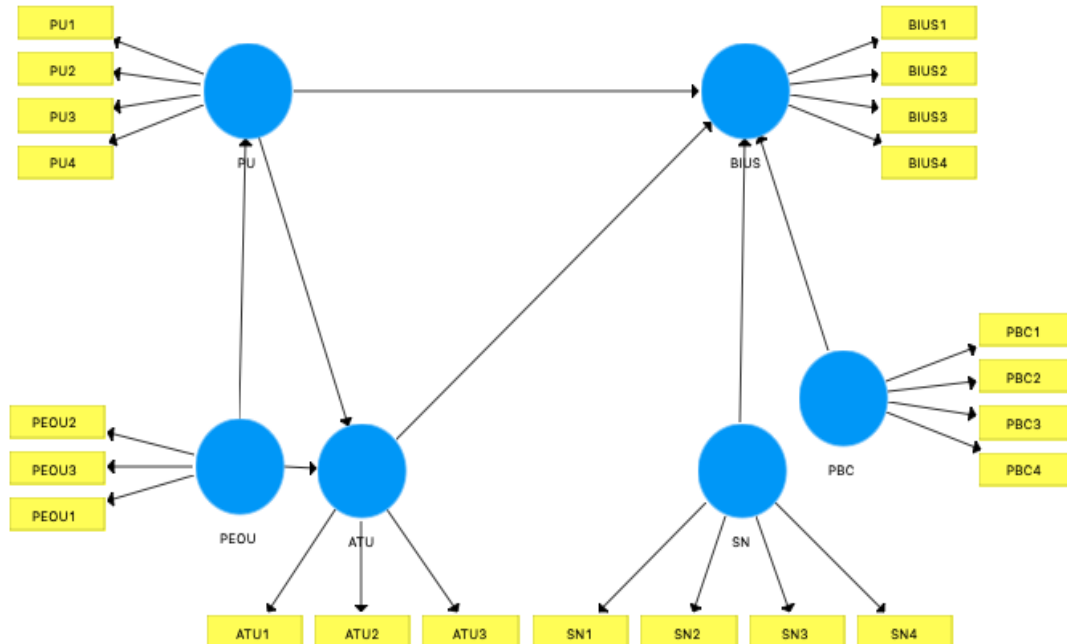 PU1
PU2
PU3
PU4
PU
BIUS1
BIUS2
BIUS3
BIUS4
BIUS
PBC1
PBC2
PBC3
PBC4
PBC
PEOU2
PEOU3
PEOU1
PEOU
ATU
SN
ATU1
ATU2
ATU3
SN1
SN2
SN3
SN4